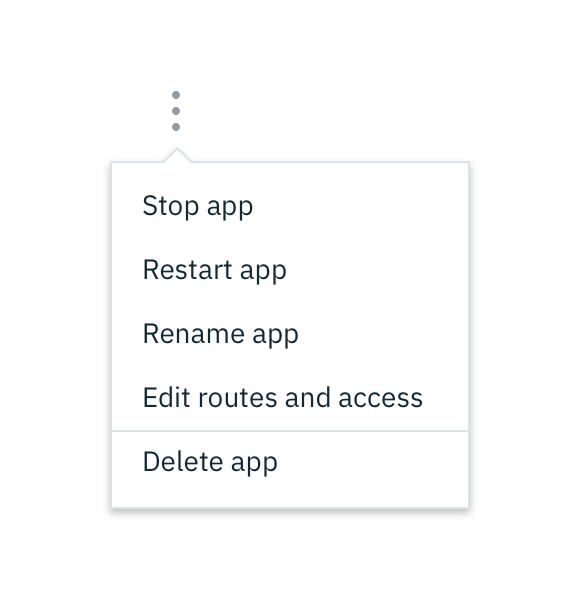 Stop app
Restart app
Rename app
Edit routes and access
Delete app